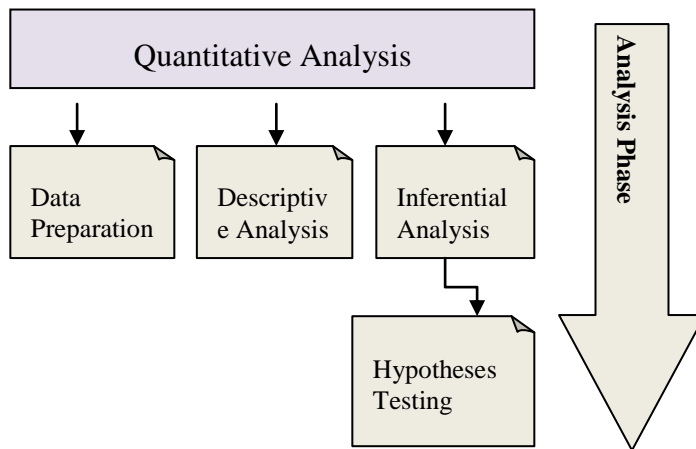 Quantitative Analysis
Analysis Phase
Data
Preparation
Descriptiv
e Analysis
Inferential
Analysis
Hypotheses
Testing